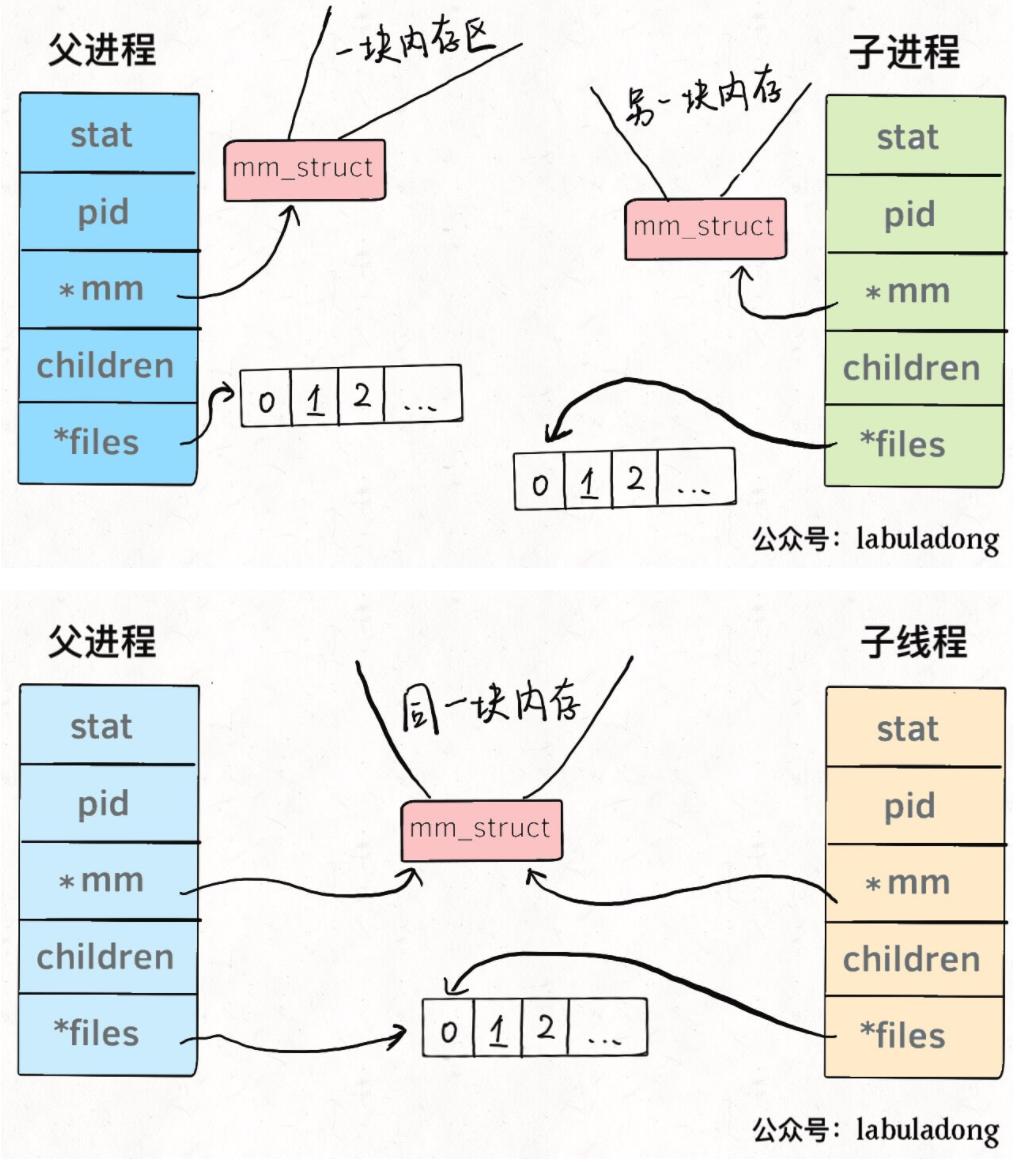 父进程
一块内存区
子进程
stat
pid
*mm
children
*files
mm_struct
0 1 2 ...
另一块内存
mm_struct
0 1 2 ...
stat
pid
*mm
children
*files
公众号：labuladong
父进程
子线程
stat
pid
*mm
children
*files
同一块内存
mm_struct
0 1 2 ...
stat
pid
*mm
children
*files
公众号：labuladong